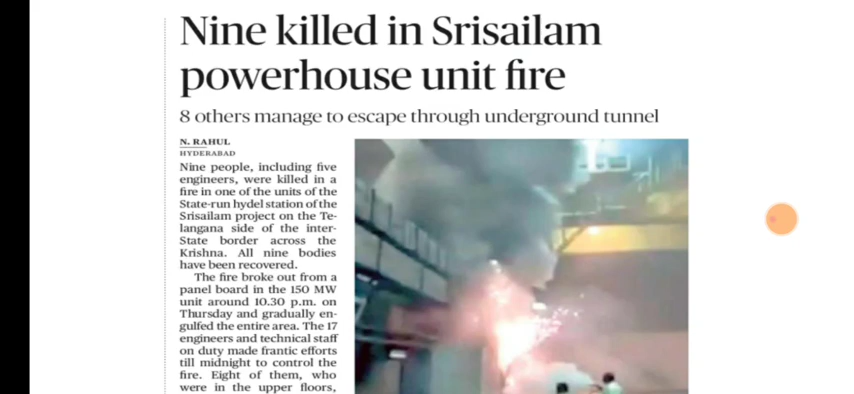 Nine killed in Srisailam
powerhouse unit fire
8 others manage to escape through underground tunnel
N. RAHUL
HYDERABAD
Nine people, including five
engineers, were killed in a
fire in one of the units of the
State-run hydel station of the
Srisailam project on the Te-
langana side of the inter-
State border across the
Krishna. All nine bodies
have been recovered.
The fire broke out from a
panel board in the 150 MW
unit around 10.30 p.m. on
Thursday and gradually en-
gulfed the entire area. The 17
engineers and technical staff
on duty made frantic efforts
till midnight to control the
fire. Eight of them, who
were in the upper floors,